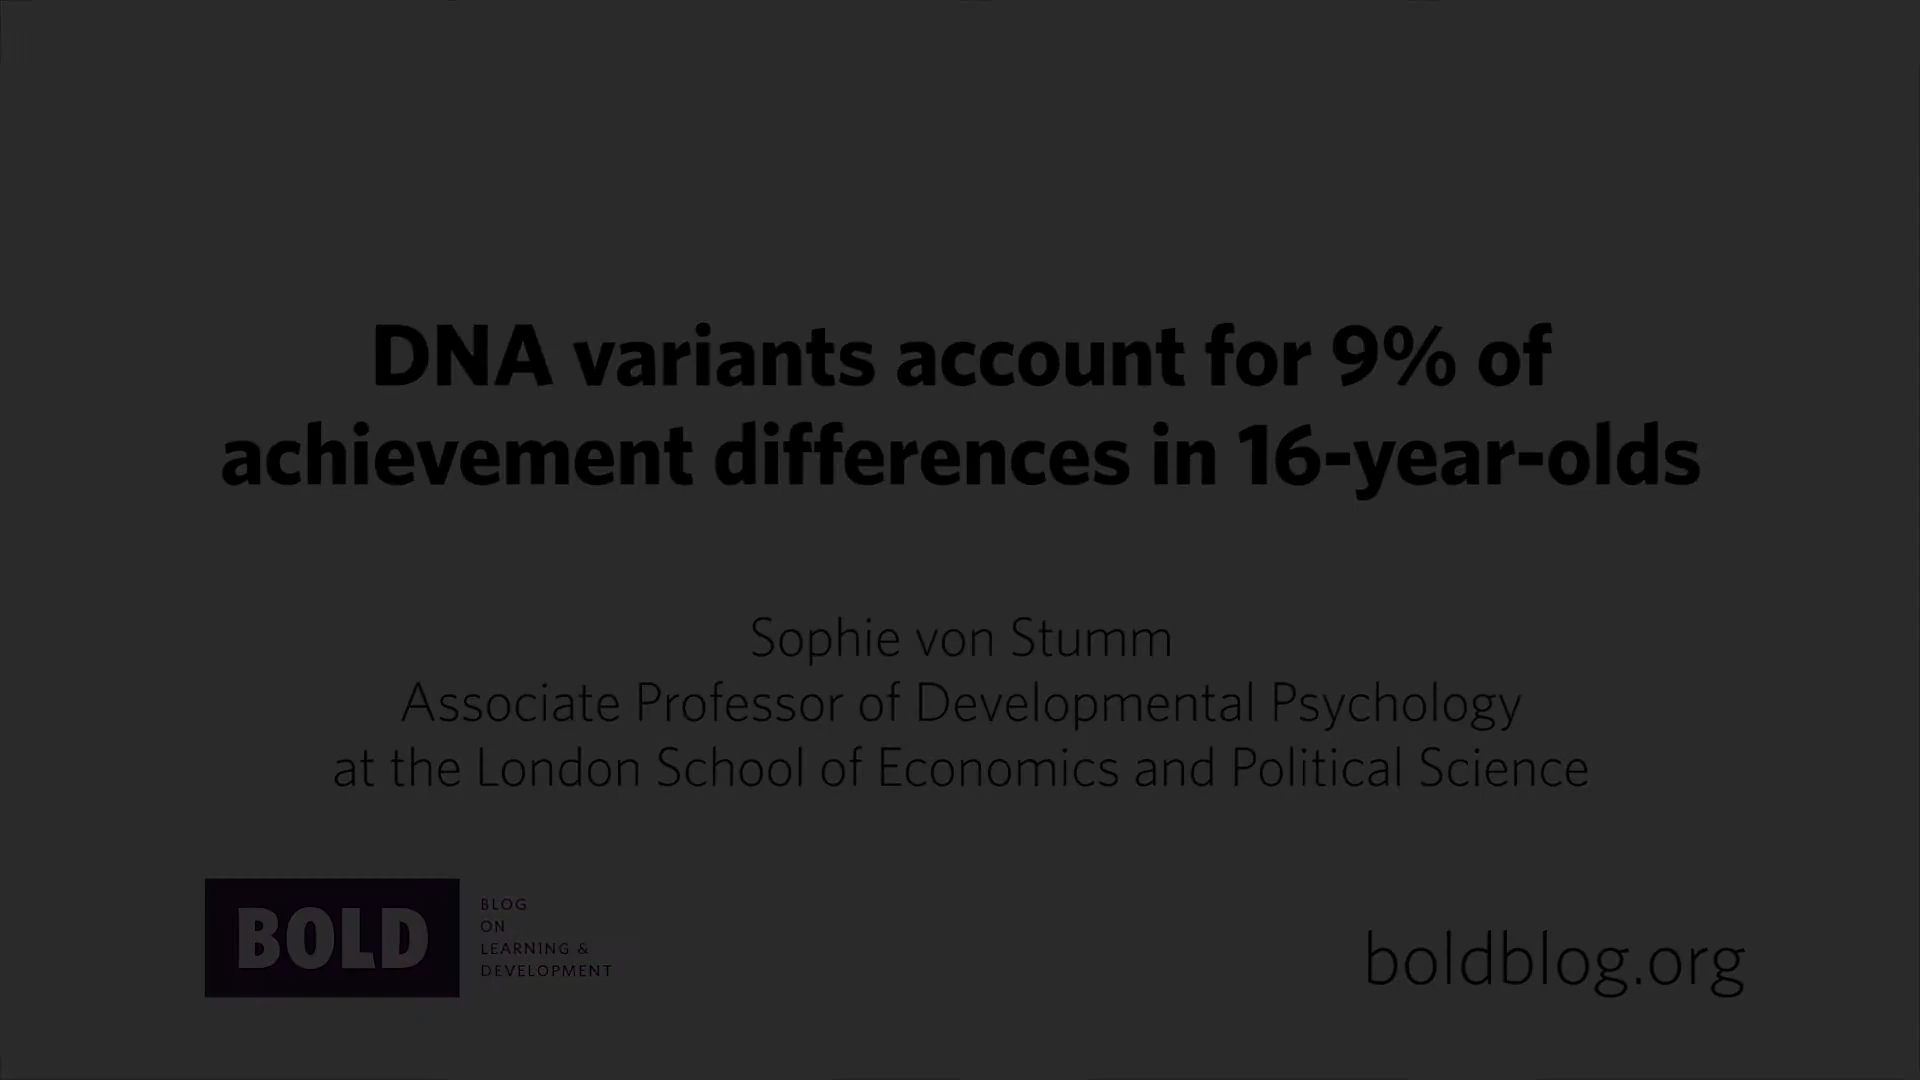 DNA variants account for 9% of
achievement differences in 16-year-olds
Sophie von Stumm
Associate Professor of Developmental Psychology
at the London School of Economics and Political Science
BOLD
BLOG
ON
LEARNING &
DEVELOPMENT
boldblog.org